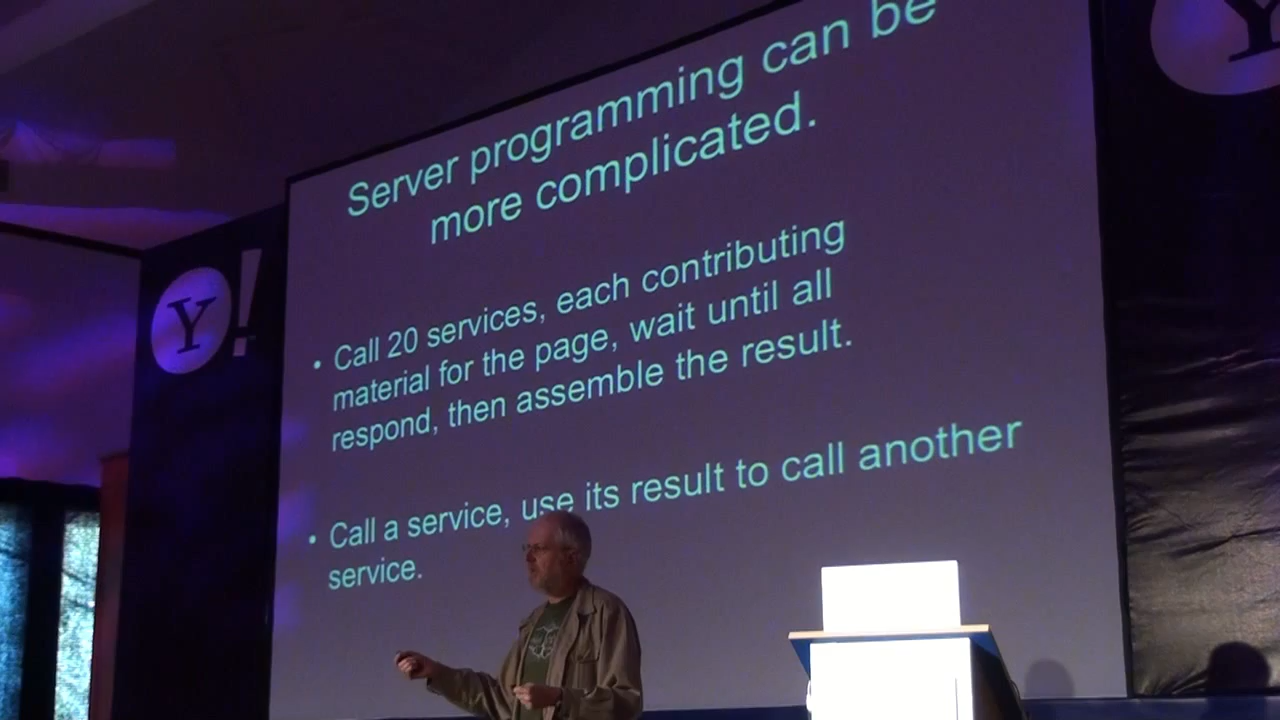 Server programming can be
more complicated.
• Call 20 services, each contributing
material for the page, wait until all
respond, then assemble the result.
• Call a service, use its result to call another
service.
Y!
Y